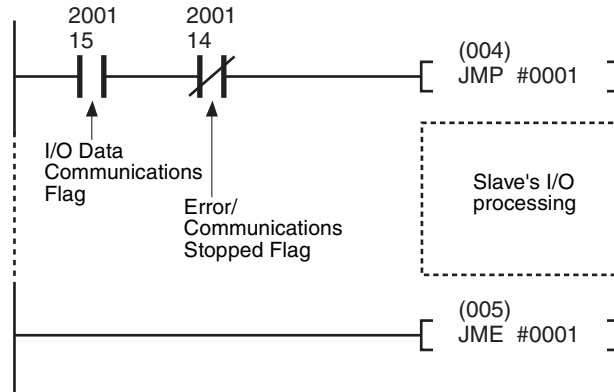 2001
15
2001
14
(004)
JMP #0001
I/O Data
Communications
Flag
Error/
Communications
Stopped Flag
Slave's I/O
processing
(005)
JME #0001